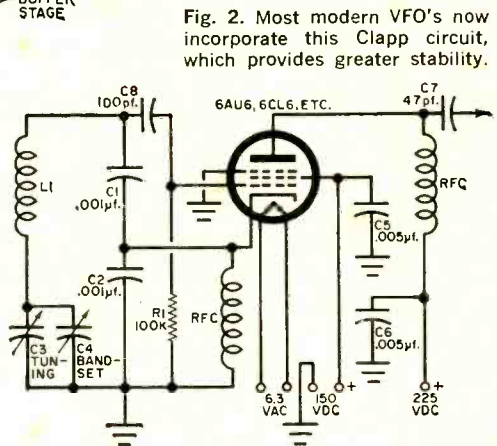 STAGE
Fig. 2. Most modern VFO's now
incorporate this Clapp circuit,
which provides greater stability.
C8
100pf.
6AU6, 6CL6, ETC.
C7
47pf.
L1
C1
.001µf.
RFC
C5
.005µf.
C2
.001µf.
R1
100K
RFC
C6
.005µf.
C3
TUN-
ING
C4
BAND-
SET
6.3
VAC
150
VDC
+
225
VDC
+